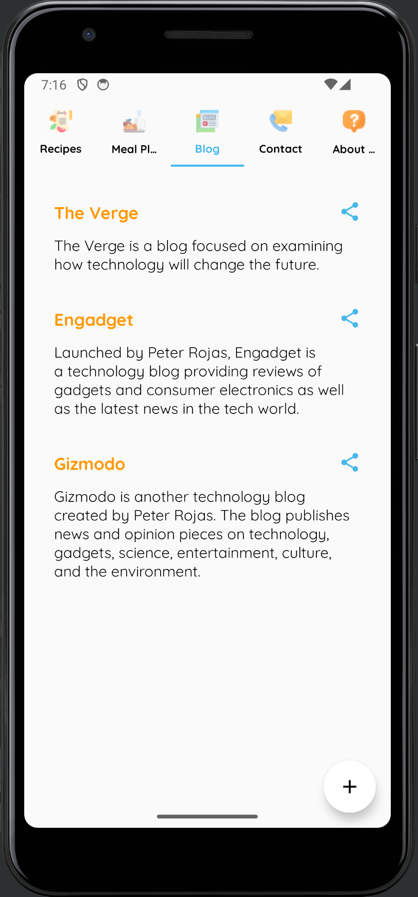 7:16
Recipes
Meal Pl...
Blog
Contact
About ...
The Verge
The Verge is a blog focused on examining
how technology will change the future.
Engadget
Launched by Peter Rojas, Engadget is
a technology blog providing reviews of
gadgets and consumer electronics as well
as the latest news in the tech world.
Gizmodo
Gizmodo is another technology blog
created by Peter Rojas. The blog publishes
news and opinion pieces on technology,
gadgets, science, entertainment, culture,
and the environment.
+